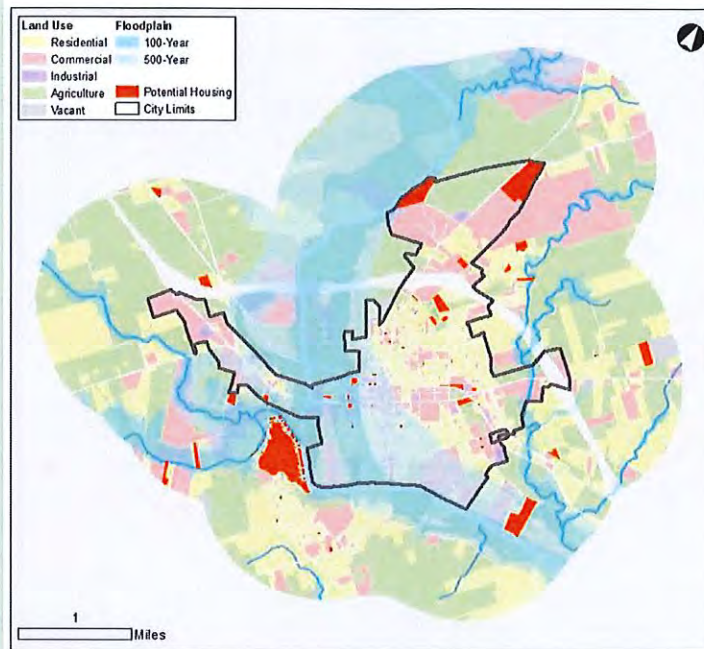 Land Use
Residential
Commercial
Industrial
Agriculture
Vacant
Floodplain
100-Year
500-Year
Potential Housing
City Limits
1
Miles